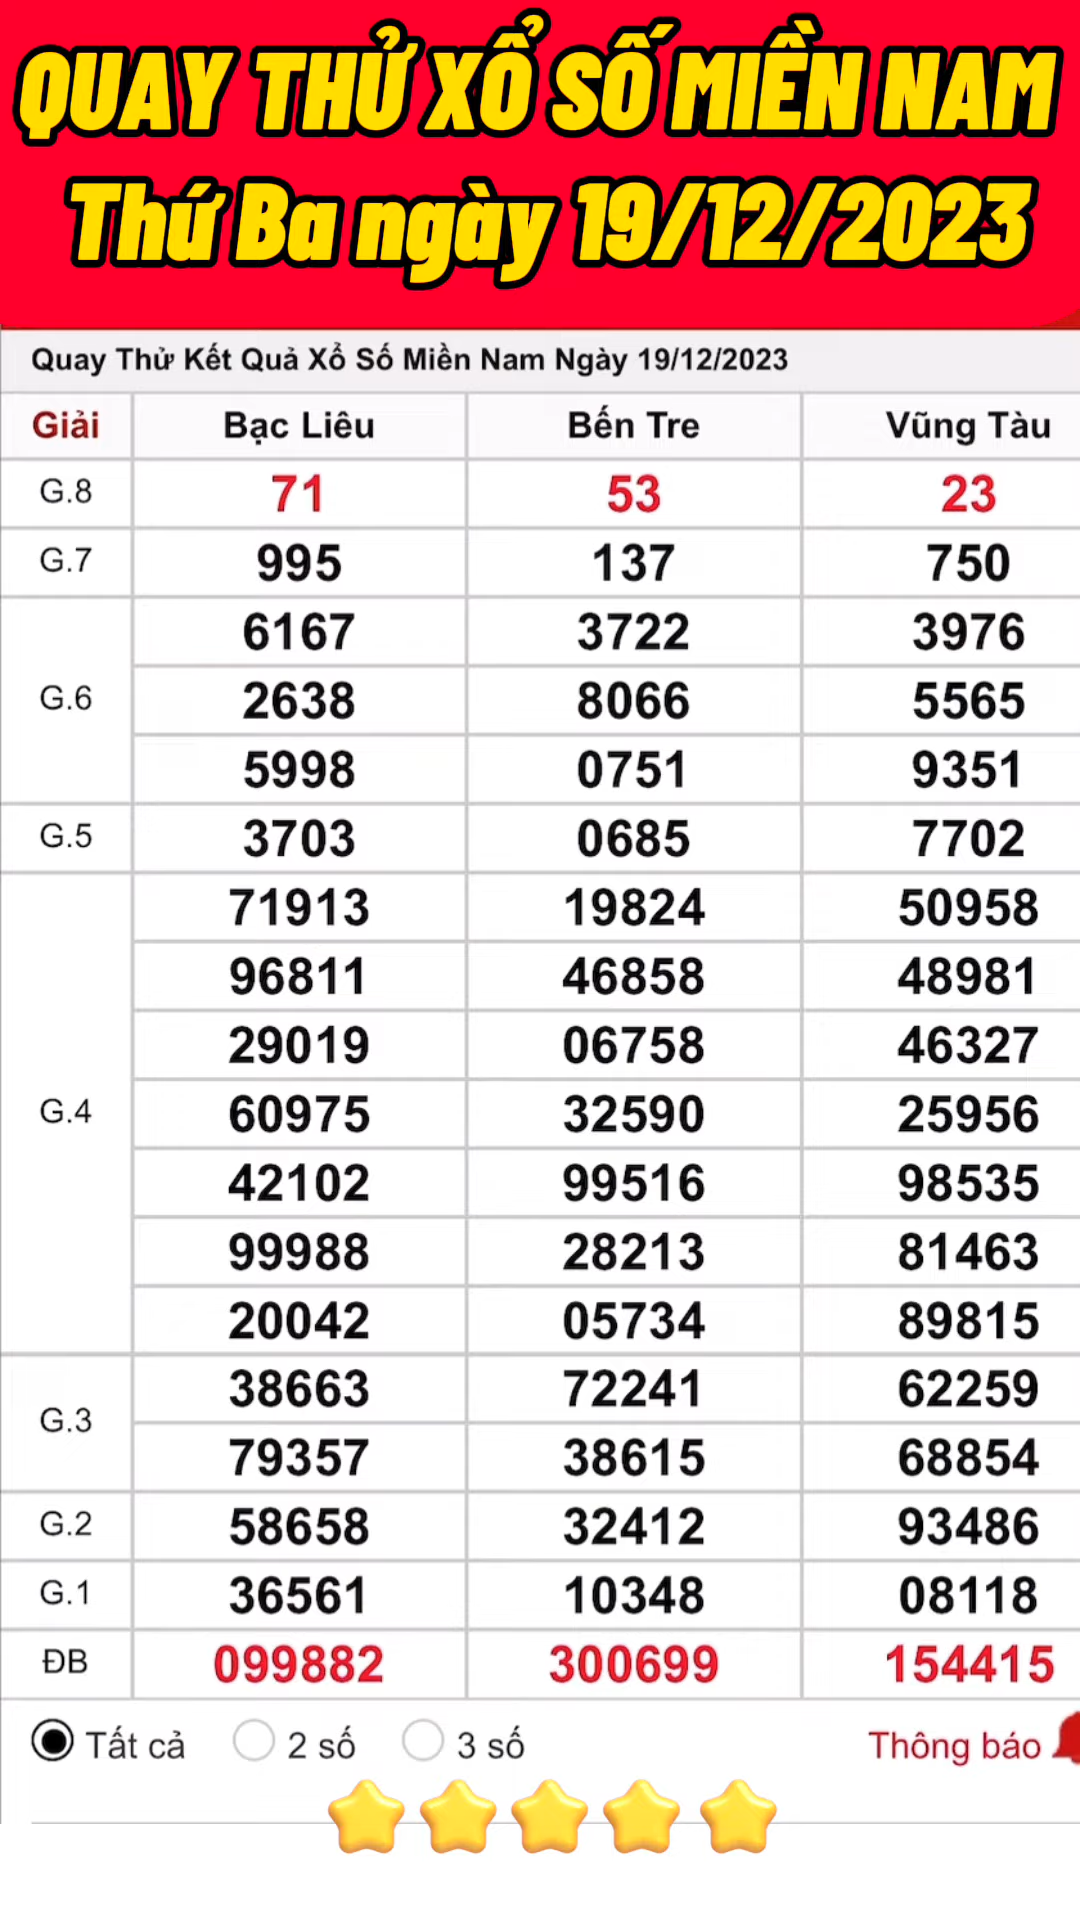 QUAY THỬ XỔ SỐ MIỀN NAM
Thứ Ba ngày 19/12/2023
Quay Thử Kết Quả Xổ Số Miền Nam Ngày 19/12/2023
Giải Bạc Liêu Bến Tre Vũng Tàu
G.8 71 53 23
G.7 995 137 750
6167 3722 3976
G.6 2638 8066 5565
5998 0751 9351
G.5 3703 0685 7702
71913 19824 50958
96811 46858 48981
29019 06758 46327
G.4 60975 32590 25956
42102 99516 98535
99988 28213 81463
20042 05734 89815
38663 72241 62259
G.3
79357 38615 68854
G.2 58658 32412 93486
G.1 36561 10348 08118
ĐB 099882 300699 154415
Tất cả 2 số 3 số Thông báo